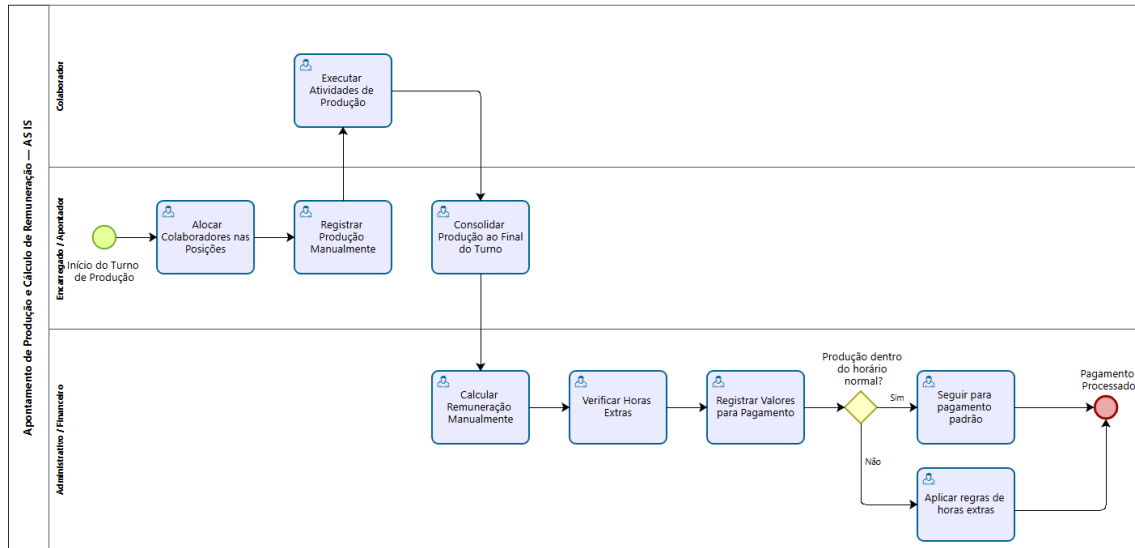 Apontamento de Produção e Cálculo de Remuneração — AS IS
Colaborador
Executar
Atividades de
Produção
Encarregado / Apontador
Início do Turno
de Produção
Alocar
Colaboradores nas
Posições
Registrar
Produção
Manualmente
Consolidar
Produção ao Final
do Turno
Administrativo / Financeiro
Calcular
Remuneração
Manualmente
Verificar Horas
Extras
Registrar Valores
para Pagamento
Produção dentro
do horário
normal?
Sim
Não
Seguir para
pagamento
padrão
Aplicar regras de
horas extras
Pagamento
Processado